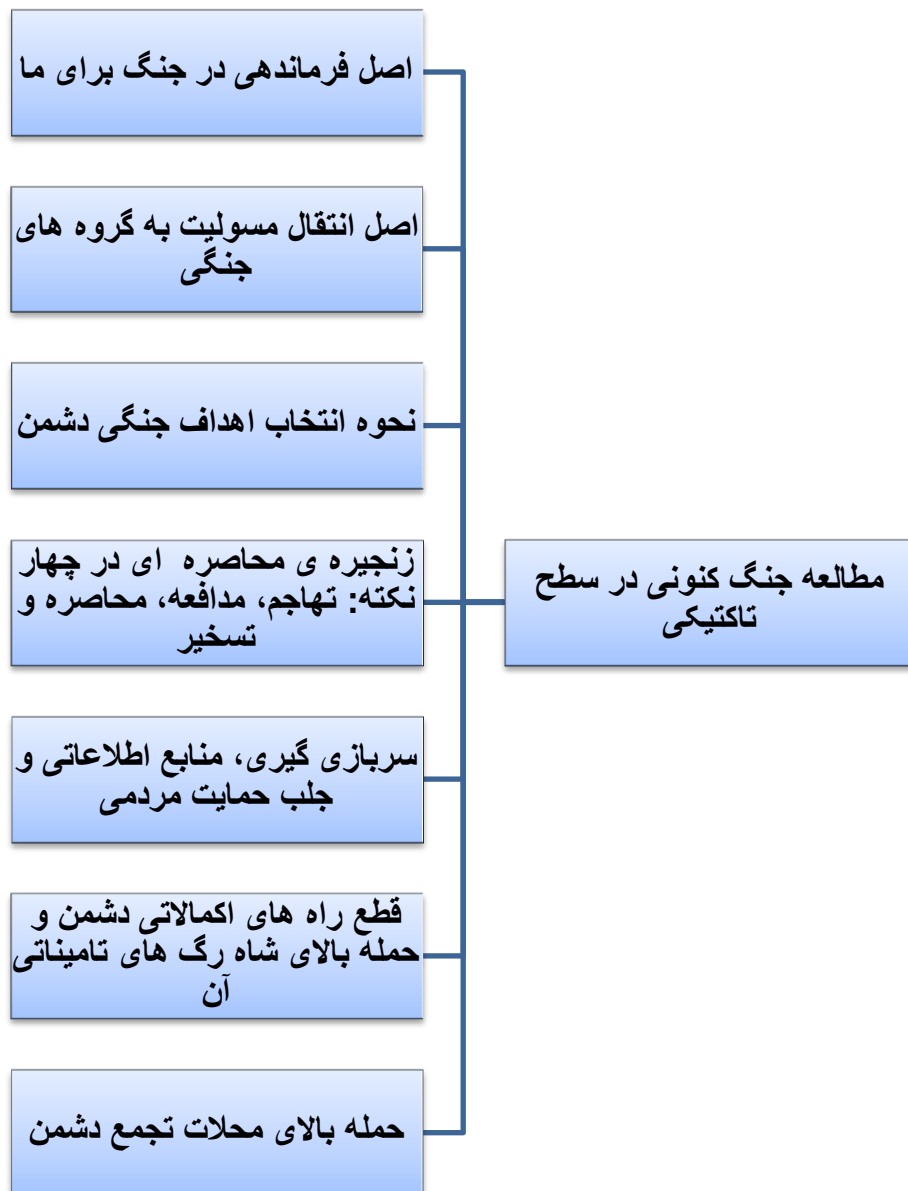 مطالعه جنگ کنونی در سطح
تاکتیکی
اصل فرماندهی در جنگ برای ما
اصل انتقال مسولیت به گروه های
جنگی
نحوه انتخاب اهداف جنگی دشمن
زنجیره ی محاصره ای در چهار
نکته: تهاجم، مدافعه، محاصره و
تسخیر
سربازی گیری، منابع اطلاعاتی و
جلب حمایت مردمی
قطع راه های اکمالاتی دشمن و
حمله بالای شاه رگ های تامیناتی
آن
حمله بالای محلات تجمع دشمن